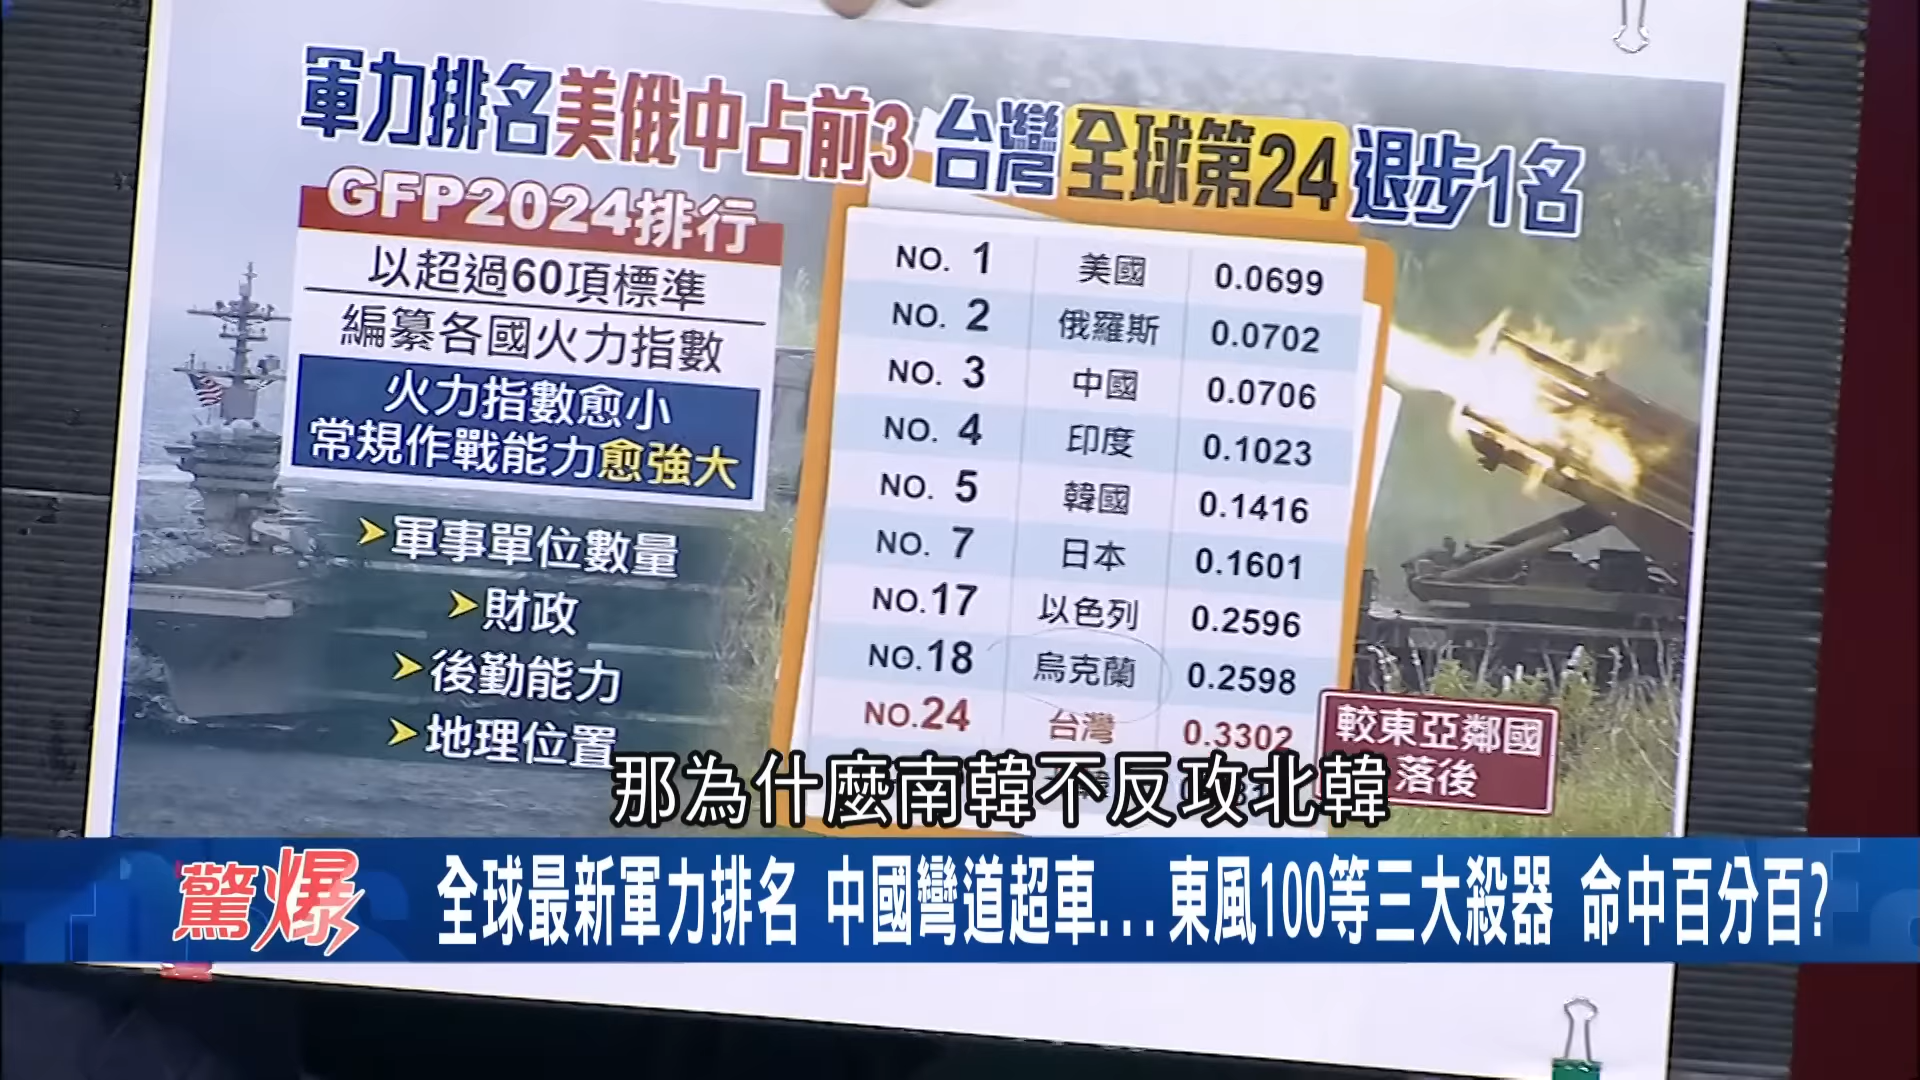 軍力排名美俄中占前3 台灣全球第24退步1名
GFP2024排行
以超過60項標準
編纂各國火力指數
火力指數愈小
常規作戰能力愈強大
➤軍事單位數量
➤財政
➤後勤能力
➤地理位置
NO. 1 美國 0.0699
NO. 2 俄羅斯 0.0702
NO. 3 中國 0.0706
NO. 4 印度 0.1023
NO. 5 韓國 0.1416
NO. 7 日本 0.1601
NO.17 以色列 0.2596
NO.18 烏克蘭 0.2598
NO.24 台灣 0.3302
較東亞鄰國
落後
那為什麼南韓不反攻北韓
驚爆
全球最新軍力排名 中國彎道超車...東風100等三大殺器 命中百分百?